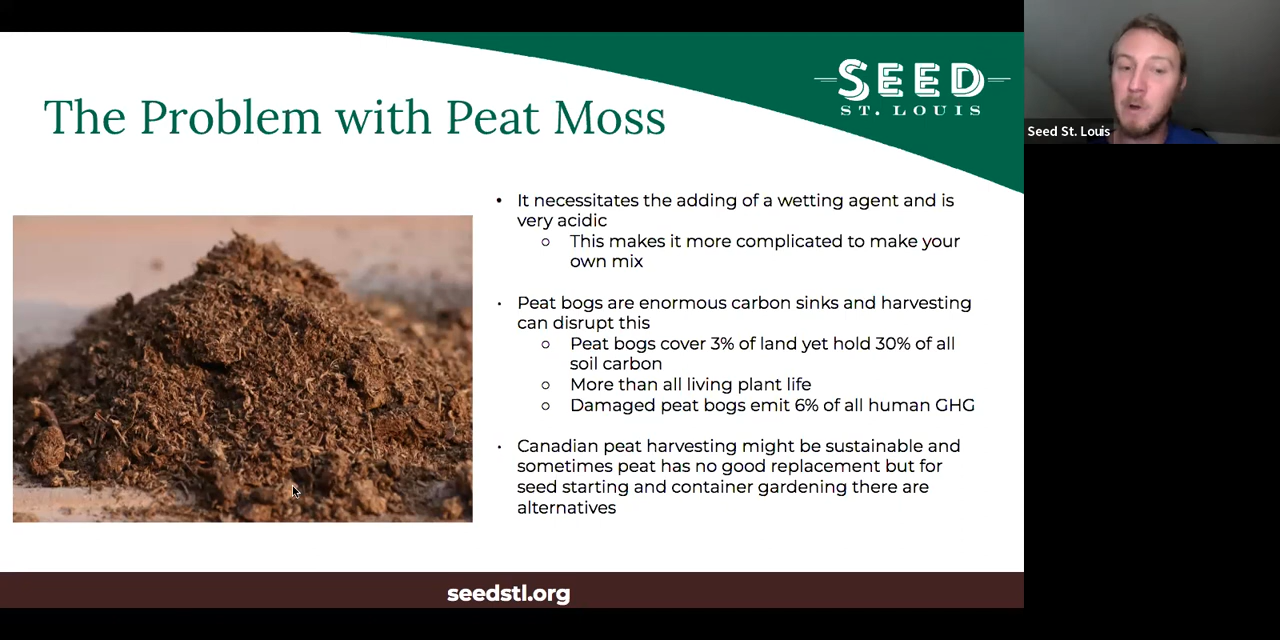 SEED
ST. LOUIS
The Problem with Peat Moss
Seed St. Louis
• It necessitates the adding of a wetting agent and is
very acidic
○ This makes it more complicated to make your
own mix
• Peat bogs are enormous carbon sinks and harvesting
can disrupt this
○ Peat bogs cover 3% of land yet hold 30% of all
soil carbon
○ More than all living plant life
○ Damaged peat bogs emit 6% of all human GHG
• Canadian peat harvesting might be sustainable and
sometimes peat has no good replacement but for
seed starting and container gardening there are
alternatives
seedstl.org